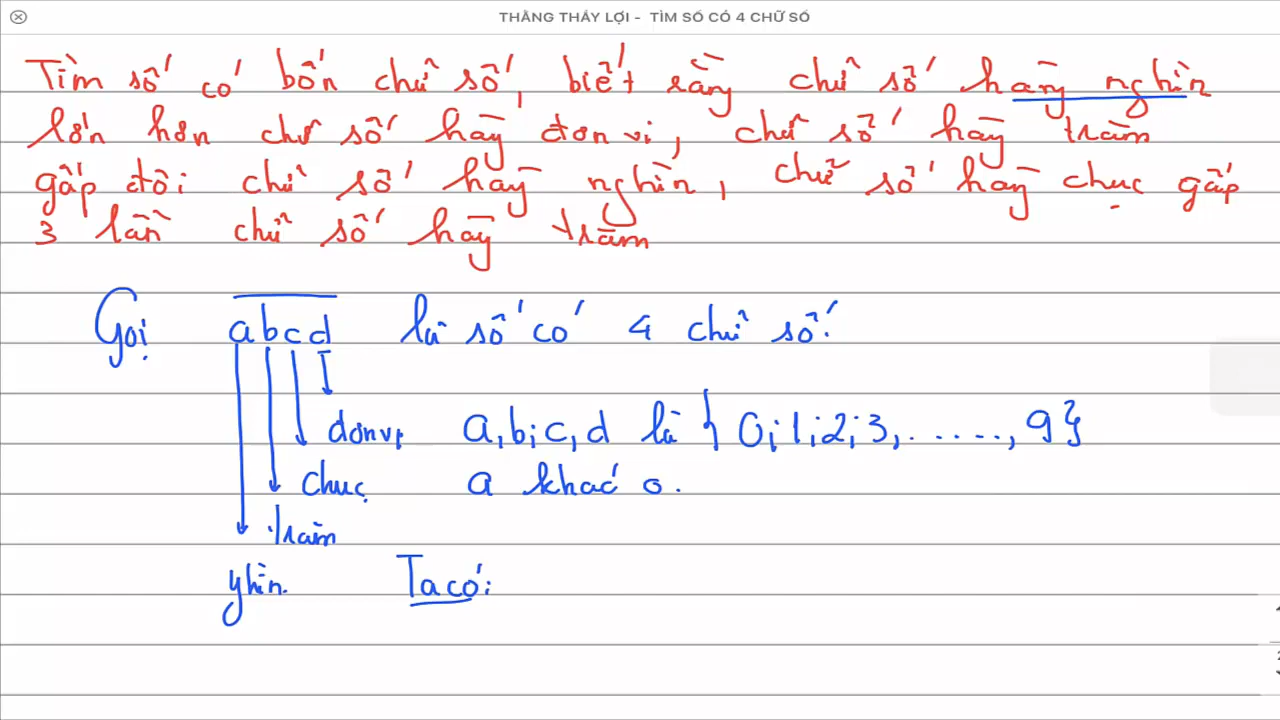 THẰNG THẦY LỢI - TÌM SỐ CÓ 4 CHỮ SỐ
Tìm số có bốn chữ số, biết rằng chữ số hàng nghìn
lớn hơn chữ số hàng đơn vị, chữ số hàng trăm
gấp đôi chữ số hàng nghìn, chữ số hàng chục gấp
3 lần chữ số hàng trăm
Gọi abcd là số có 4 chữ số:
đơn vị a,b;c,d là {0;1;2;3,.....,9}
chục a khác 0.
trăm
nghìn Ta có: